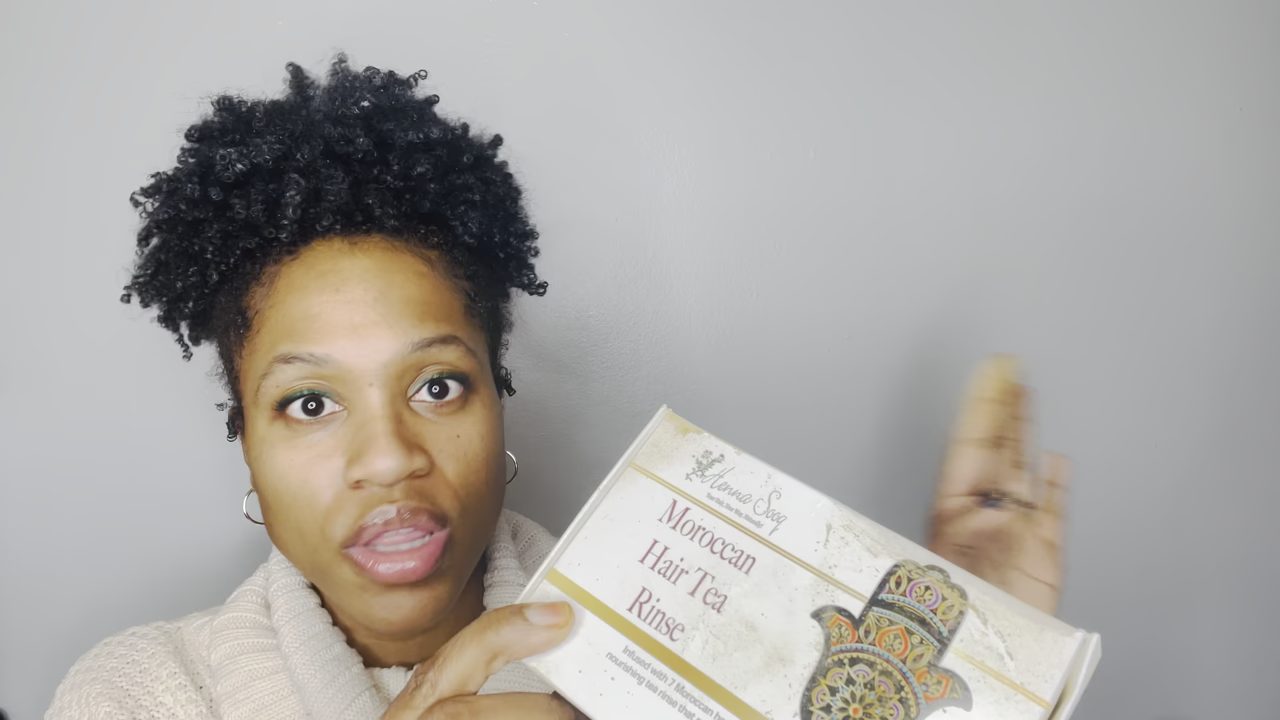 Henna Sooq
Moroccan
Hair Tea
Rinse
Infused with 7 Moroccan
nourishing tea rinse that